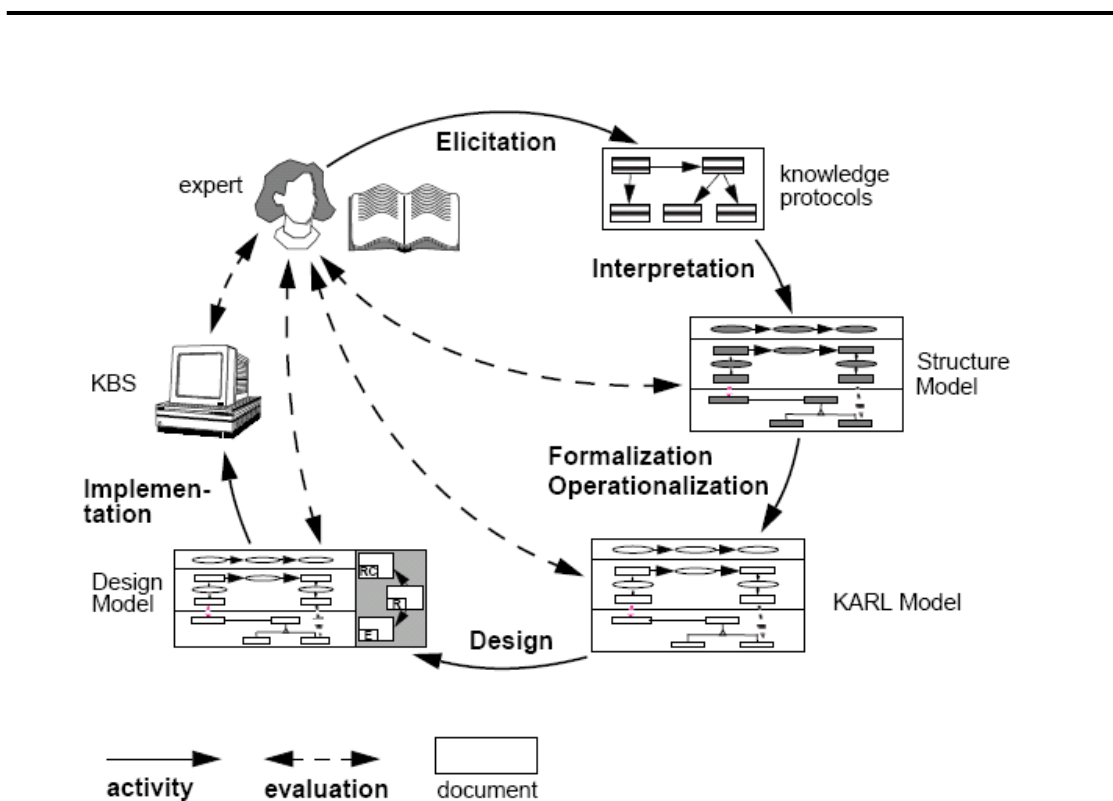 Elicitation
expert
knowledge
protocols
Interpretation
KBS
Structure
Model
Formalization
Operationalization
Implemen-
tation
Design
Model
RC
R
E
KARL Model
Design
activity
evaluation
document